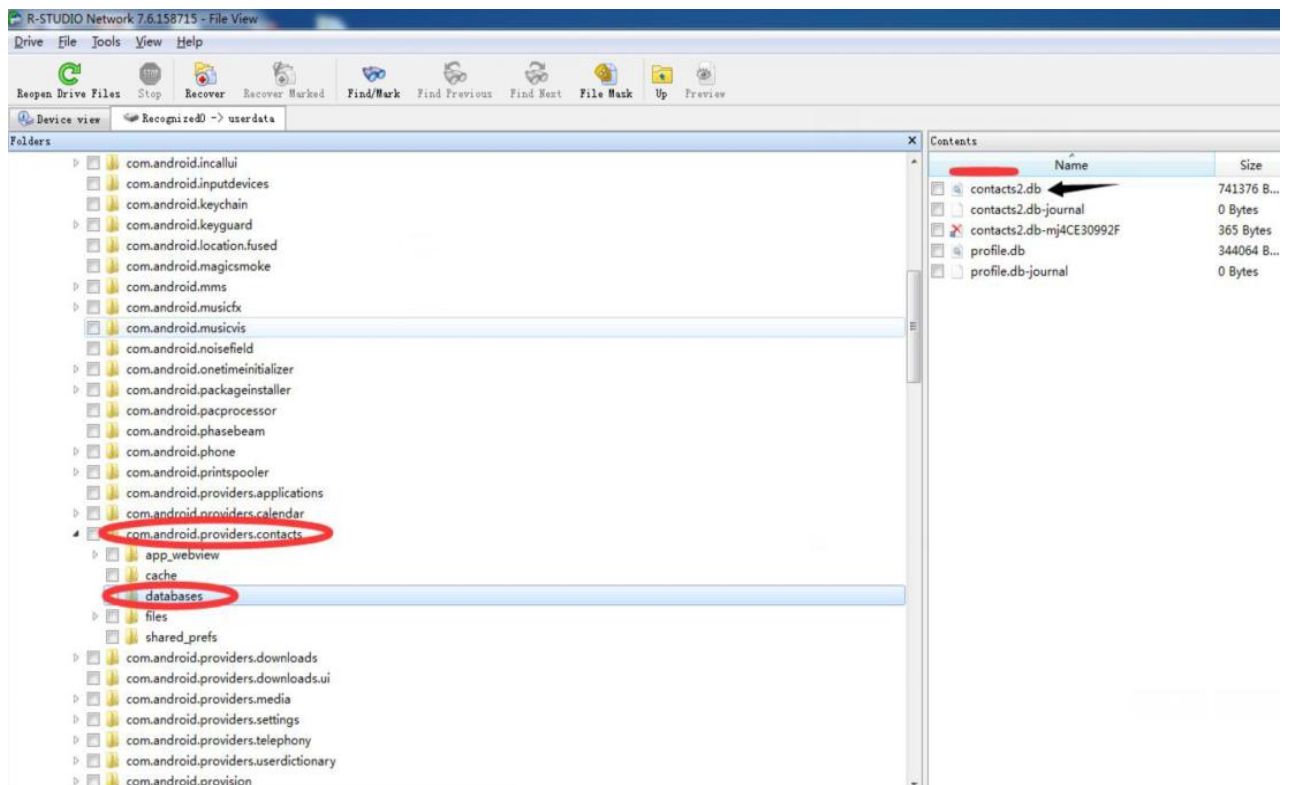 R-STUDIO Network 7.6.158715 - File View
Drive File Tools View Help
Reopen Drive Files Stop Recover Recover Marked Find/Mark Find Previous Find Next File Mask Up Preview
Device view Recognized0 -> userdata
Folders
com.android.incallui
com.android.inputdevices
com.android.keychain
com.android.keyguard
com.android.location.fused
com.android.magicsmoke
com.android.mms
com.android.musicfx
com.android.musicvis
com.android.noisefield
com.android.onetimeinitializer
com.android.packageinstaller
com.android.pacprocessor
com.android.phasebeam
com.android.phone
com.android.printspooler
com.android.providers.applications
com.android.providers.calendar
com.android.providers.contacts
app_webview
cache
databases
files
shared_prefs
com.android.providers.downloads
com.android.providers.downloads.ui
com.android.providers.media
com.android.providers.settings
com.android.providers.telephony
com.android.providers.userdictionary
com.android.provision
Contents
Name Size
contacts2.db 741376 B...
contacts2.db-journal 0 Bytes
contacts2.db-mj4CE30992F 365 Bytes
profile.db 344064 B...
profile.db-journal 0 Bytes